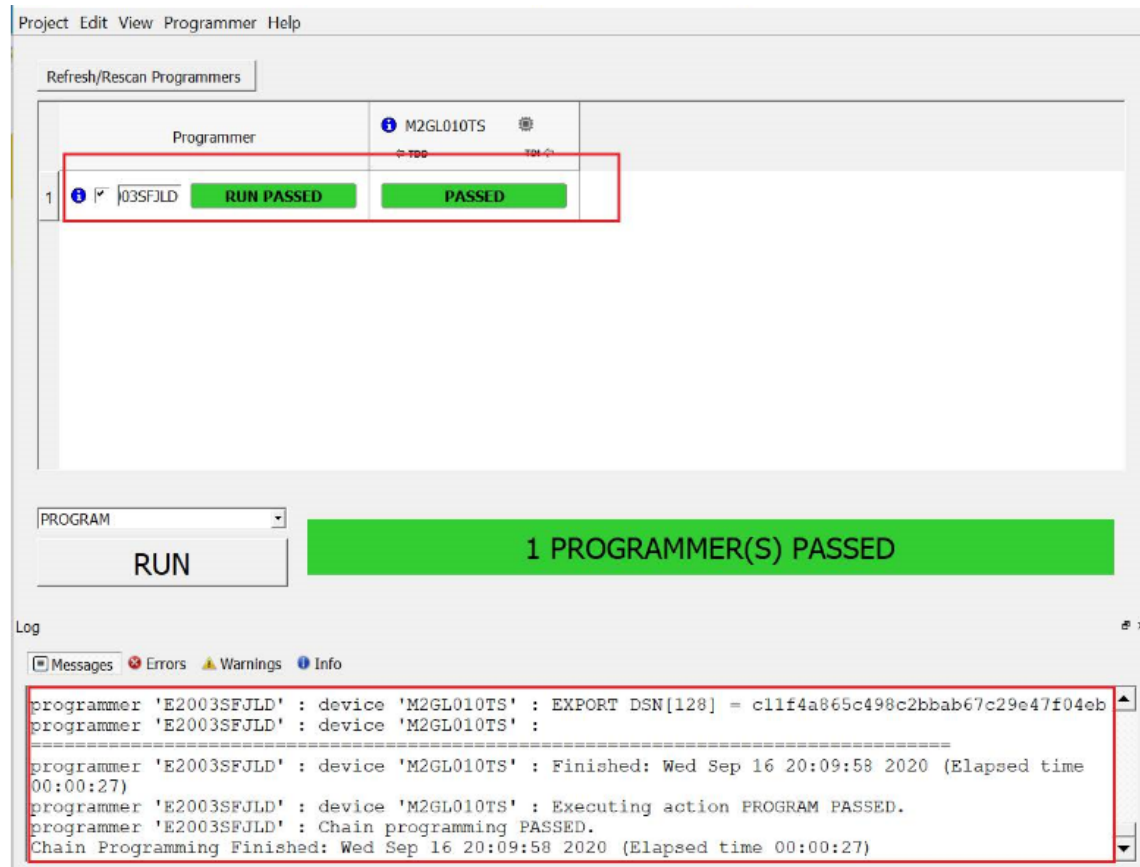 Project Edit View Programmer Help
Refresh/Rescan Programmers
Programmer
M2GL010TS
TDO
TDI
1 03SFJLD RUN PASSED PASSED
PROGRAM
RUN
1 PROGRAMMER(S) PASSED
Log
Messages Errors Warnings Info
programmer 'E2003SFJLD' : device 'M2GL010TS' : EXPORT DSN[128] = c11f4a865c498c2bbab67c29e47f04eb
programmer 'E2003SFJLD' : device 'M2GL010TS' :
===================================================================================
programmer 'E2003SFJLD' : device 'M2GL010TS' : Finished: Wed Sep 16 20:09:58 2020 (Elapsed time
00:00:27)
programmer 'E2003SFJLD' : device 'M2GL010TS' : Executing action PROGRAM PASSED.
programmer 'E2003SFJLD' : Chain programming PASSED.
Chain Programming Finished: Wed Sep 16 20:09:58 2020 (Elapsed time 00:00:27)